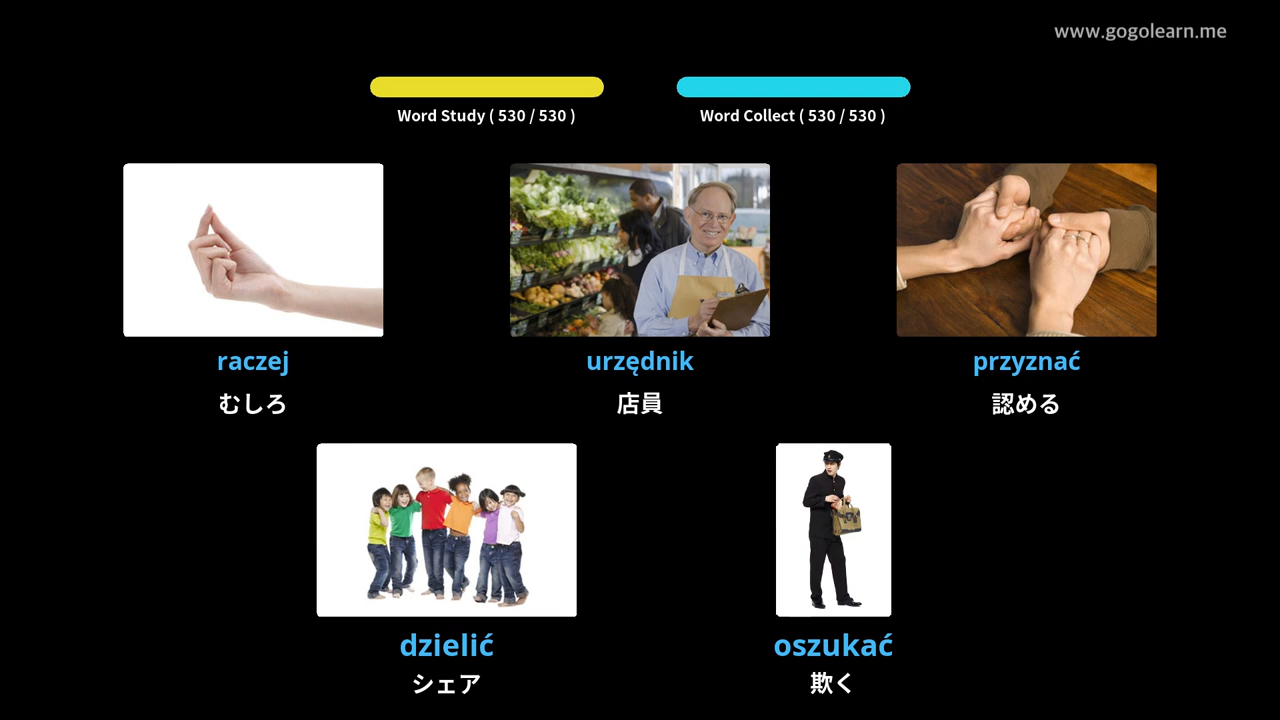 www.gogolearn.me
Word Study ( 530 / 530 )
Word Collect ( 530 / 530 )
raczej
urzędnik
przyznać
むしろ
店員
認める
dzielić
oszukać
シェア
欺く